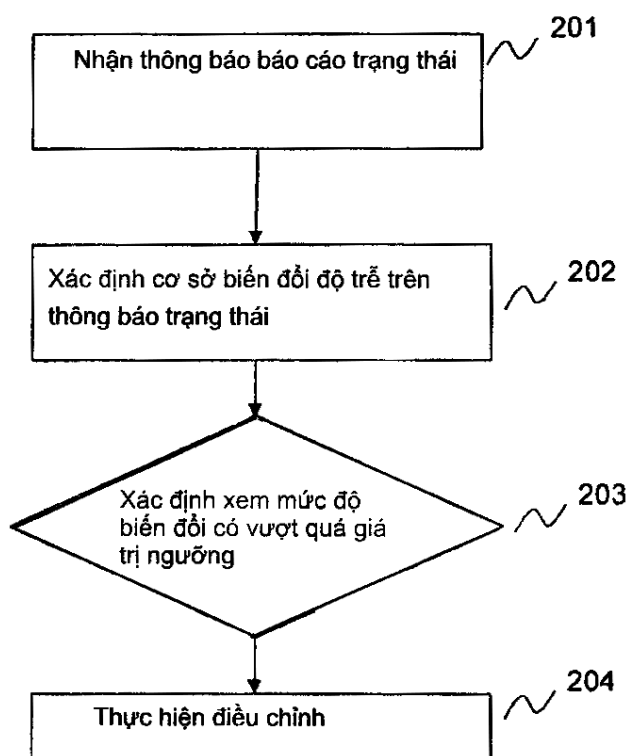 201
Nhận thông báo báo cáo trạng thái
202
Xác định cơ sở biến đổi độ trễ trên
thông báo trạng thái
203
Xác định xem mức độ
biến đổi có vượt quá giá
trị ngưỡng
204
Thực hiện điều chỉnh